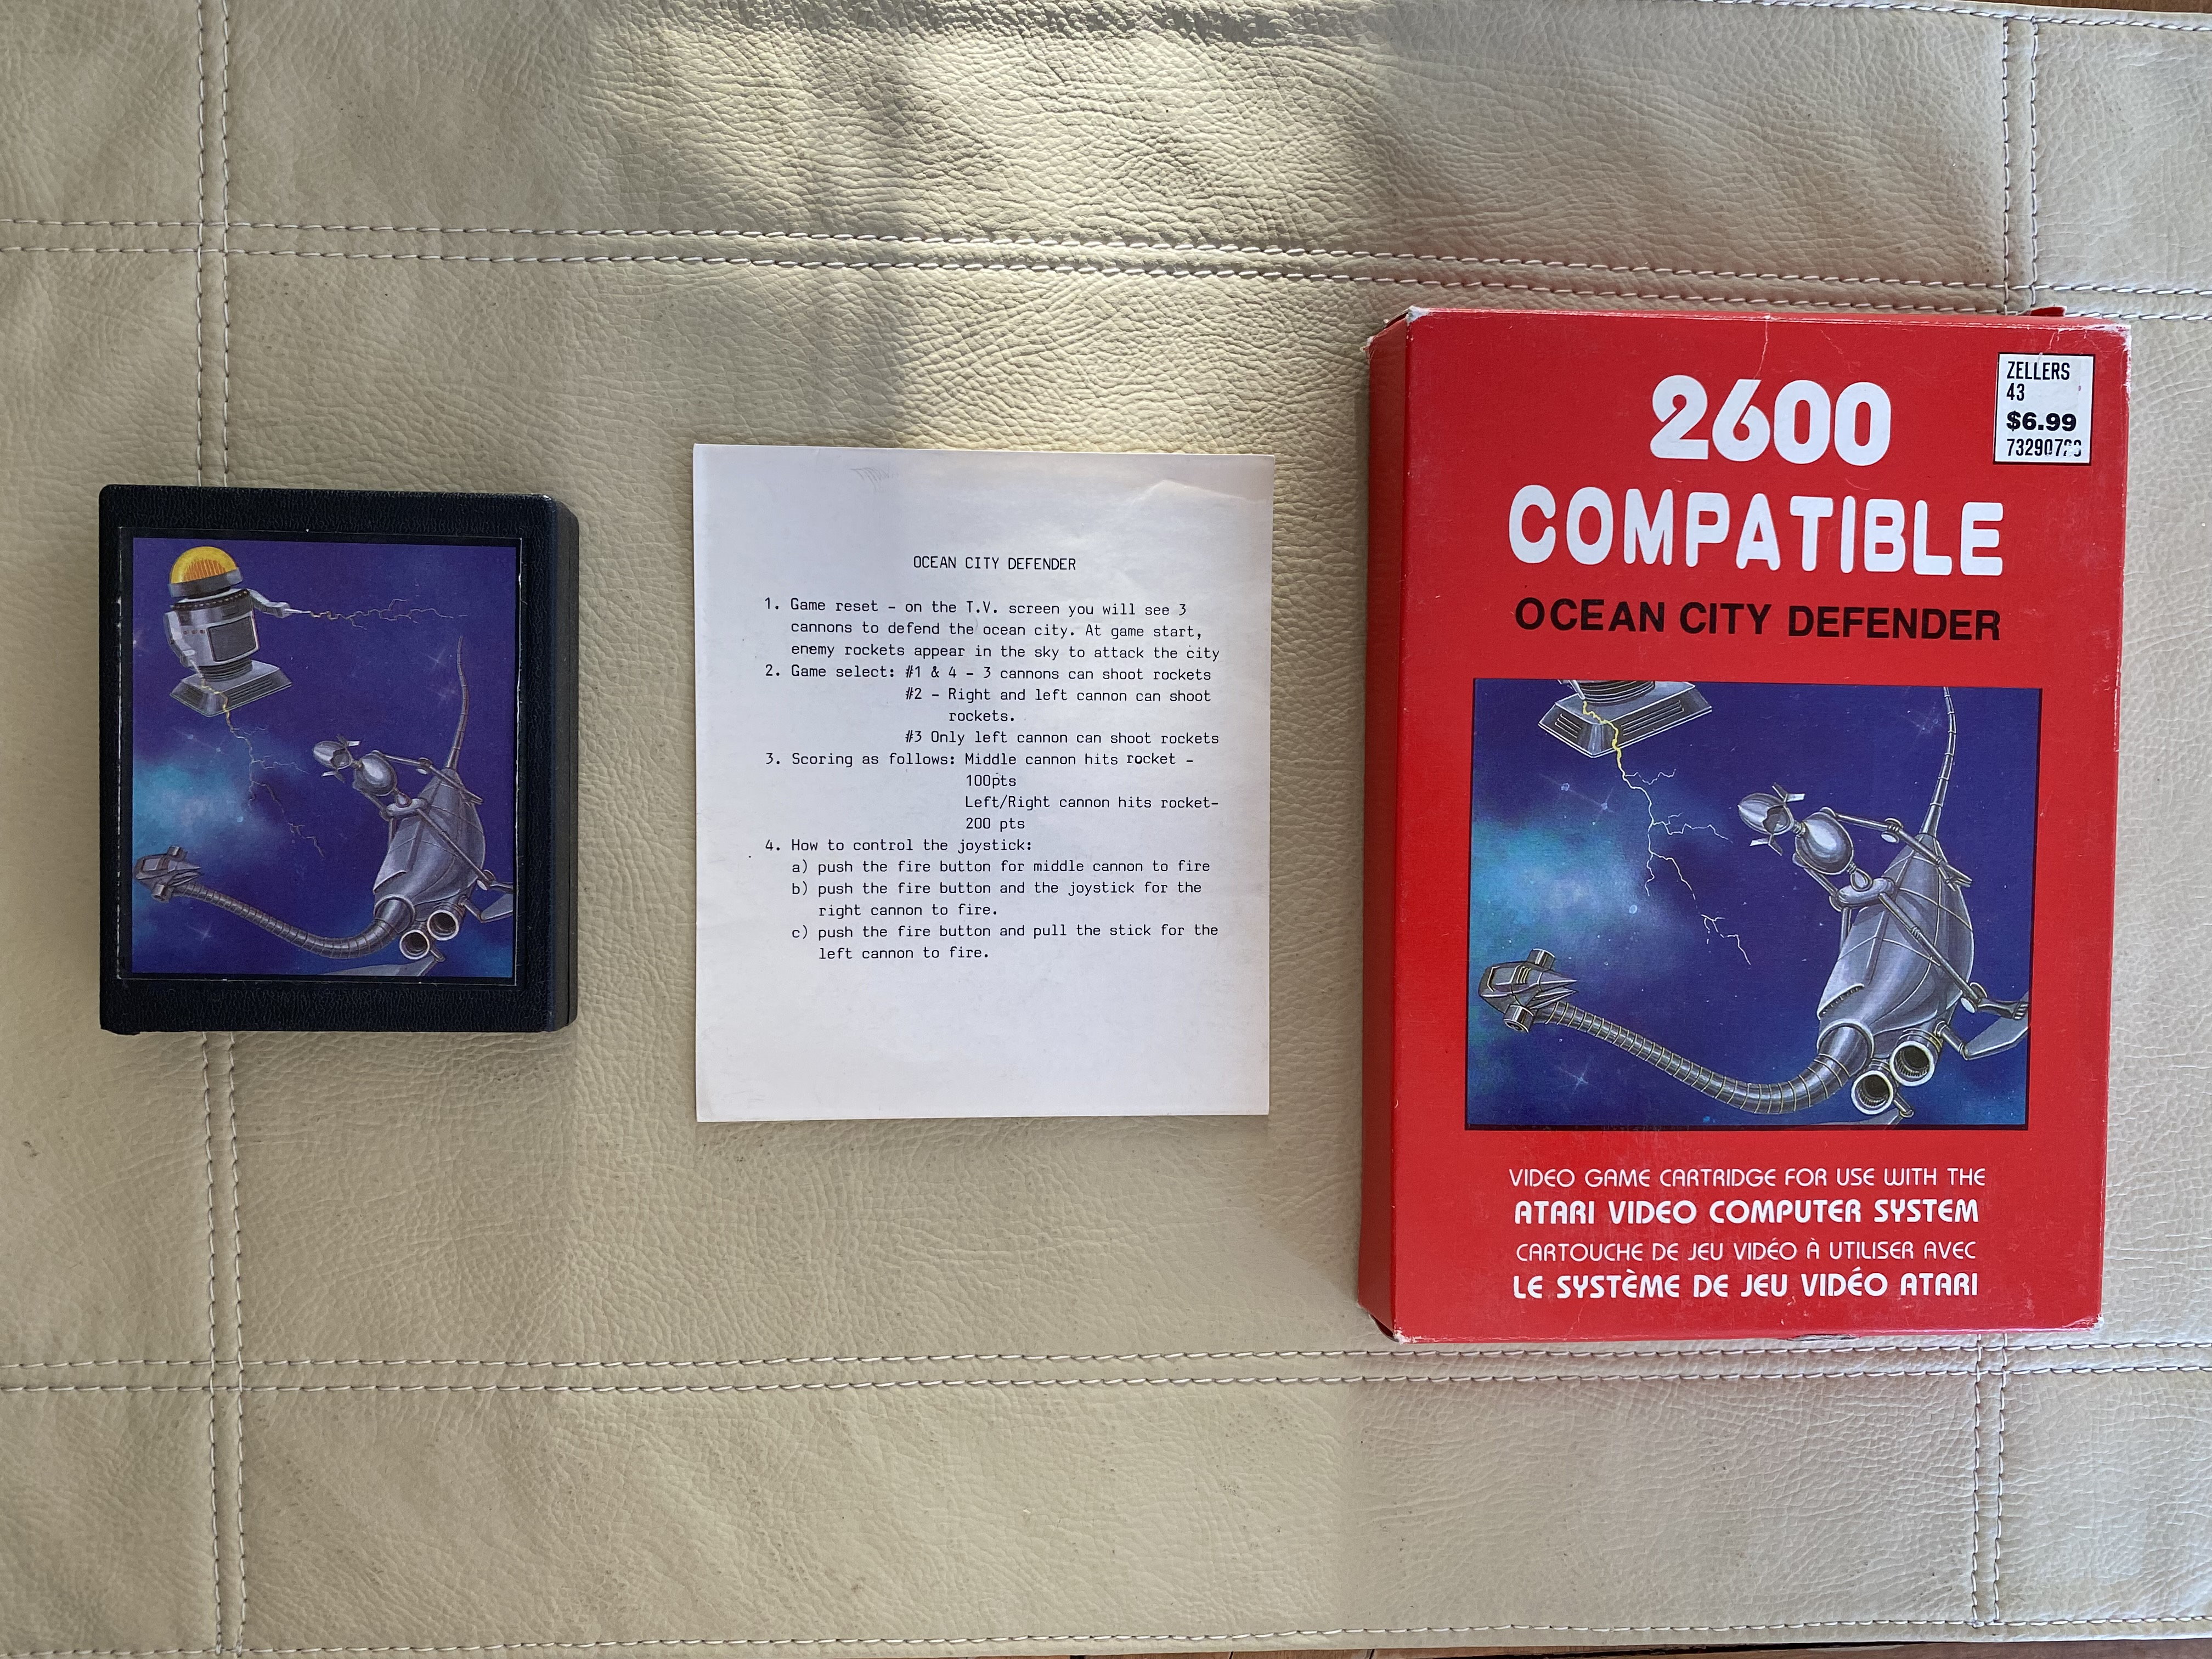 OCEAN CITY DEFENDER
1. Game reset - on the T.V. screen you will see 3
cannons to defend the ocean city. At game start,
enemy rockets appear in the sky to attack the city
2. Game select: #1 & 4 - 3 cannons can shoot rockets
#2 - Right and left cannon can shoot
rockets.
#3 Only left cannon can shoot rockets
3. Scoring as follows: Middle cannon hits rocket -
100pts
Left/Right cannon hits rocket-
200 pts
4. How to control the joystick:
a) push the fire button for middle cannon to fire
b) push the fire button and the joystick for the
right cannon to fire.
c) push the fire button and pull the stick for the
left cannon to fire.
2600
COMPATIBLE
OCEAN CITY DEFENDER
ZELLERS
43
$6.99
VIDEO GAME CARTRIDGE FOR USE WITH THE
ATARI VIDEO COMPUTER SYSTEM
CARTOUCHE DE JEU VIDÉO À UTILISER AVEC
LE SYSTÈME DE JEU VIDÉO ATARI